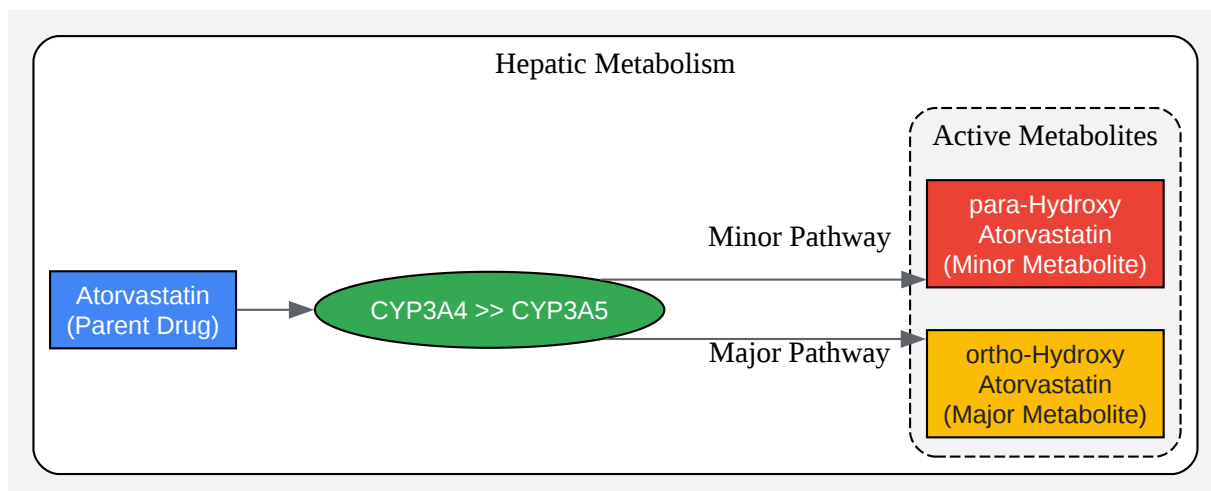 Hepatic Metabolism
Active Metabolites
para-Hydroxy
Atorvastatin
(Minor Metabolite)
Minor Pathway
Atorvastatin
(Parent Drug)
CYP3A4 >> CYP3A5
Major Pathway
ortho-Hydroxy
Atorvastatin
(Major Metabolite)